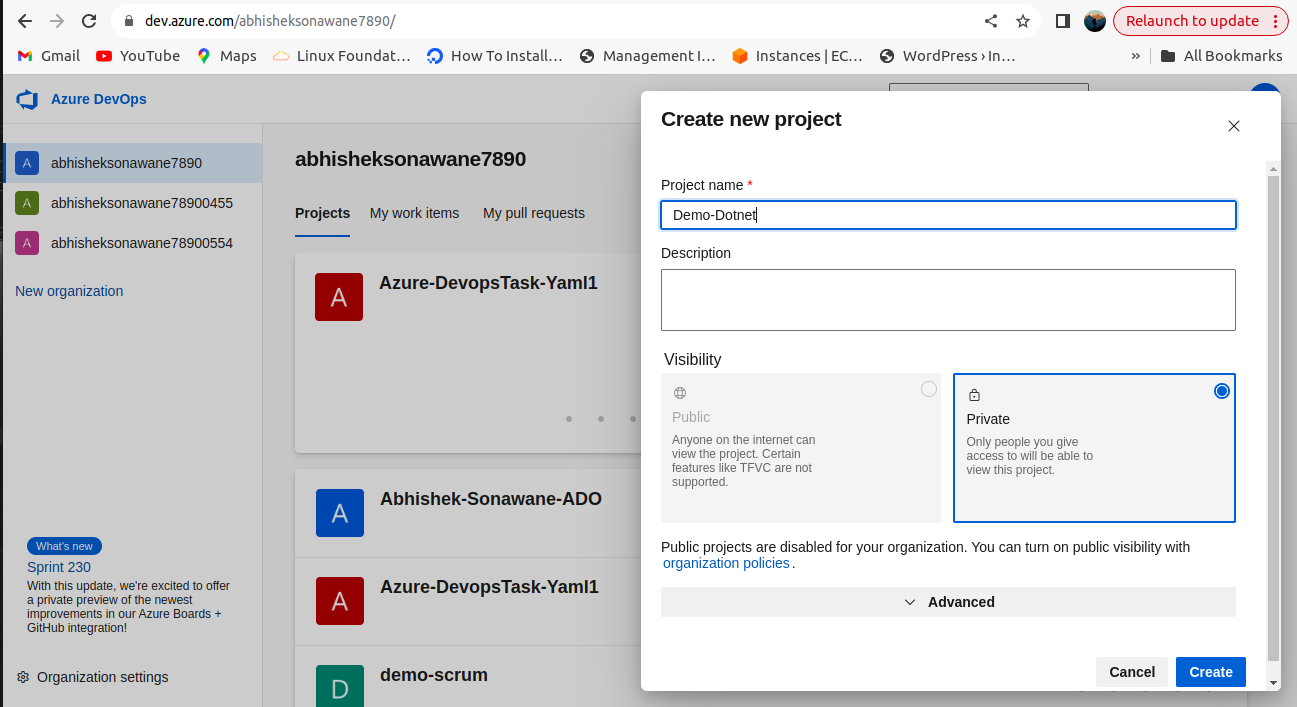 dev.azure.com/abhisheksonawane7890/
Relaunch to update
Gmail
YouTube
Maps
Linux Foundat...
How To Install...
Management I...
Instances | EC...
WordPress › In...
»
All Bookmarks
Azure DevOps
A abhisheksonawane7890
A abhisheksonawane78900455
A abhisheksonawane78900554
New organization
What's new
Sprint 230
With this update, we're excited to offer
a private preview of the newest
improvements in our Azure Boards +
GitHub integration!
Organization settings
abhisheksonawane7890
Projects My work items My pull requests
A Azure-DevopsTask-Yaml1
A Abhishek-Sonawane-ADO
A Azure-DevopsTask-Yaml1
D demo-scrum
Create new project
Project name *
Demo-Dotnet
Description
Visibility
Public
Anyone on the internet can
view the project. Certain
features like TFVC are not
supported.
Private
Only people you give
access to will be able to
view this project.
Public projects are disabled for your organization. You can turn on public visibility with
organization policies.
Advanced
Cancel
Create